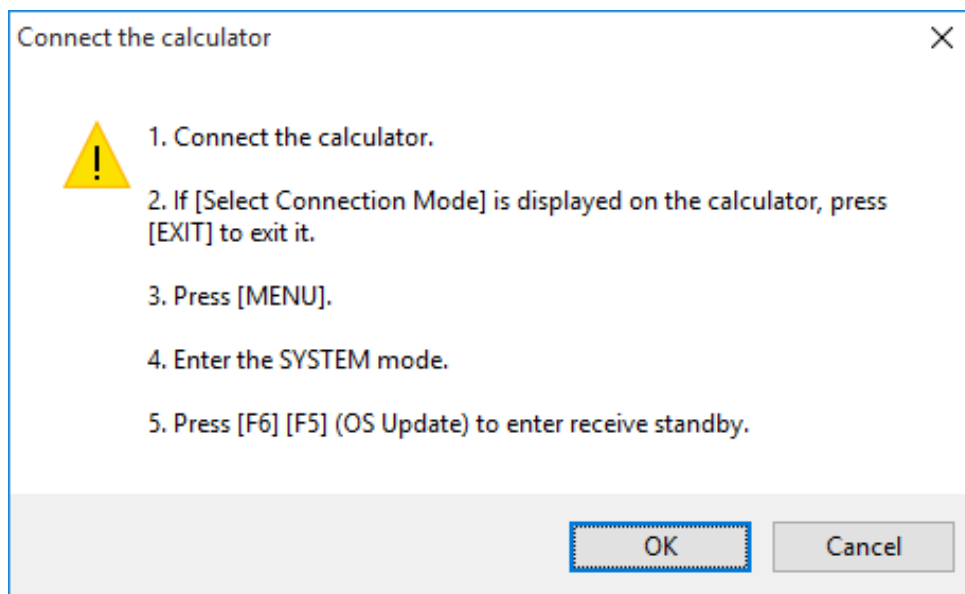 Connect the calculator
1. Connect the calculator.
2. If [Select Connection Mode] is displayed on the calculator, press
[EXIT] to exit it.
3. Press [MENU].
4. Enter the SYSTEM mode.
5. Press [F6] [F5] (OS Update) to enter receive standby.
OK
Cancel